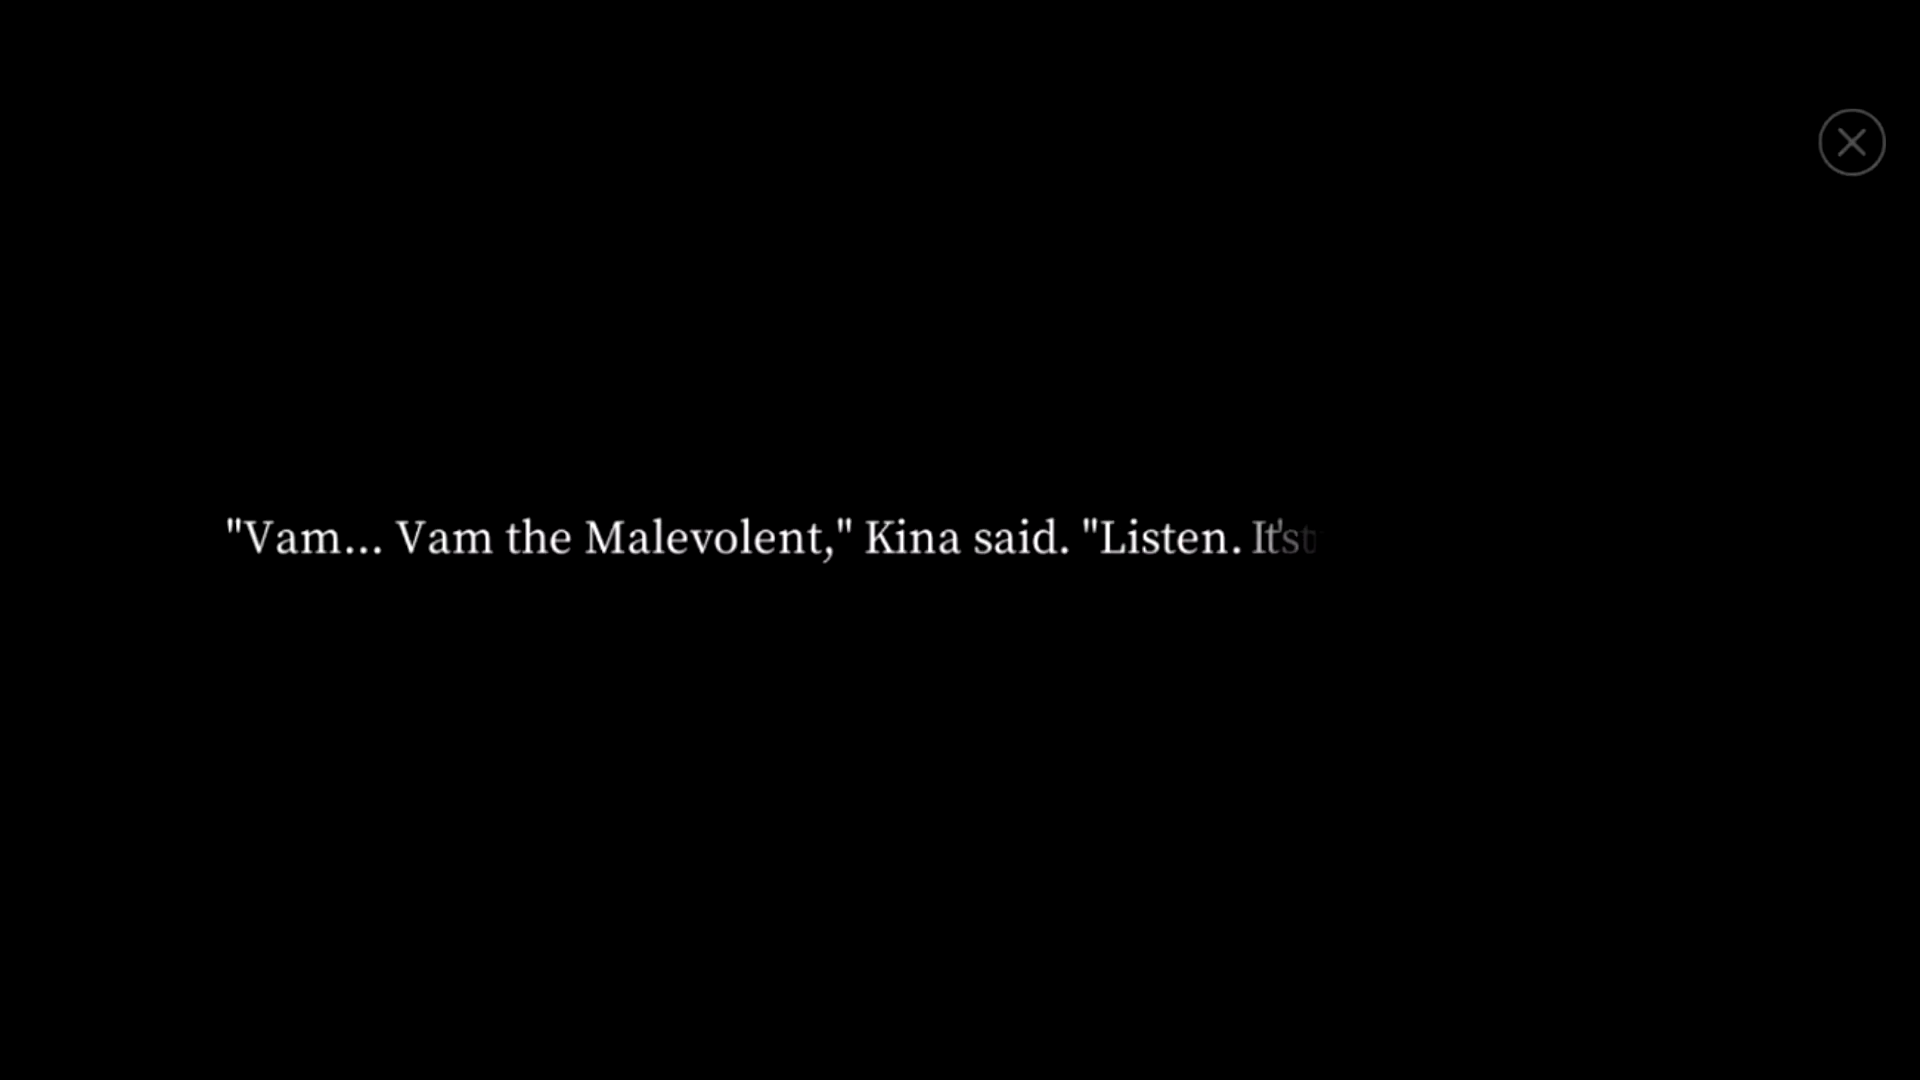 "Vam... Vam the Malevolent," Kina said. "Listen. It's